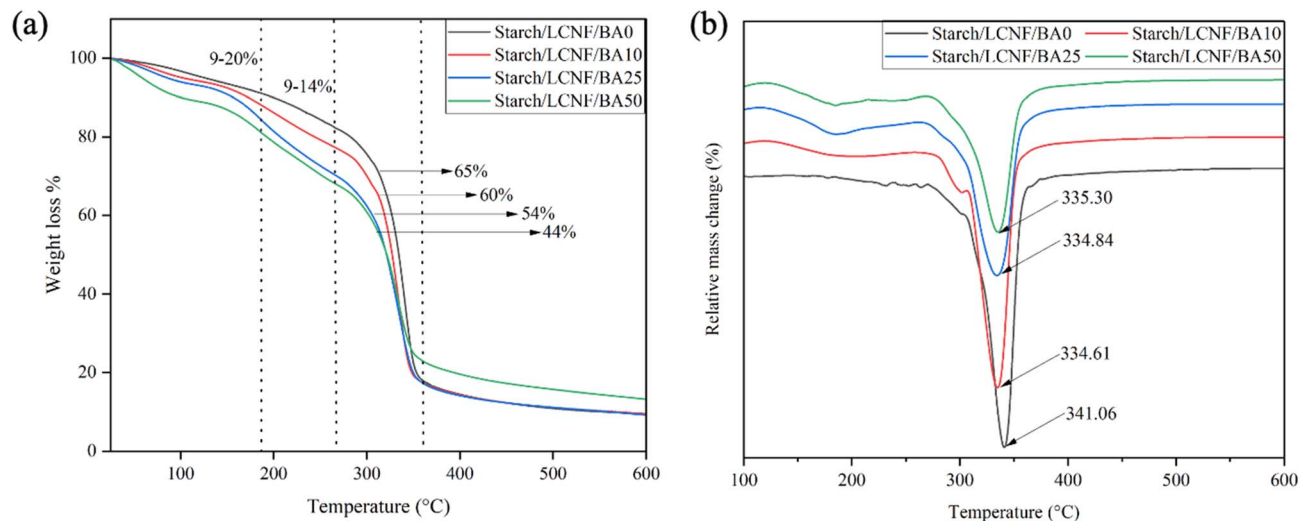 (a)
Starch/LCNF/BA0
Starch/LCNF/BA10
Starch/LCNF/BA25
Starch/LCNF/BA50
9-20%
9-14%
65%
60%
54%
44%
100
80
60
40
20
0
Weight loss %
100
200
300
400
500
600
Temperature (°C)
(b)
Starch/LCNF/BA0 Starch/LCNF/BA10
Starch/LCNF/BA25 Starch/LCNF/BA50
335.30
334.84
334.61
341.06
Relative mass change (%)
100
200
300
400
500
600
Temperature (°C)